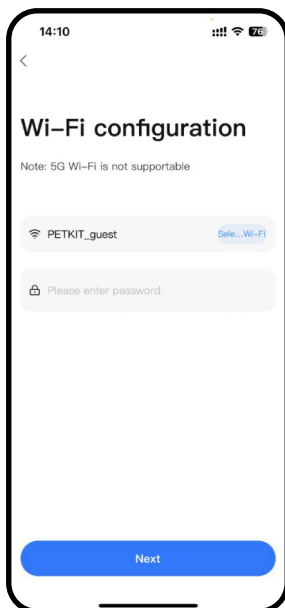 14:10
76
Wi-Fi configuration
Note: 5G Wi-Fi is not supportable
PETKIT_guest
Sele...Wi-Fi
Please enter password
Next